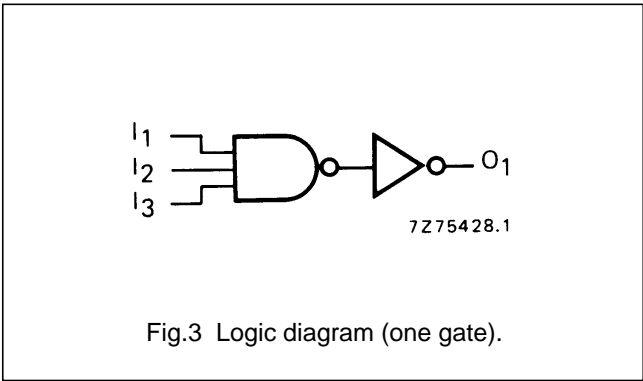 I1
I2
I3
O1
7Z75428.1
Fig.3 Logic diagram (one gate).